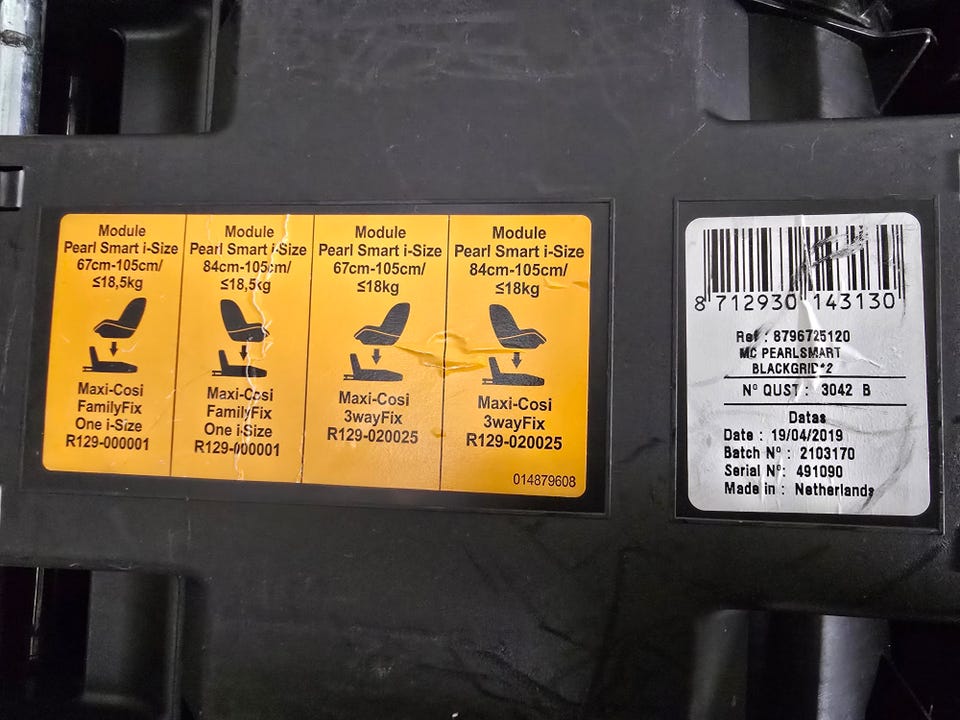 Module
Pearl Smart i-Size
67cm-105cm/
≤18,5kg
Maxi-Cosi
FamilyFix
One i-Size
R129-000001
Module
Pearl Smart i-Size
84cm-105cm/
≤18,5kg
Maxi-Cosi
FamilyFix
One i-Size
R129-000001
Module
Pearl Smart i-Size
67cm-105cm/
≤18kg
Maxi-Cosi
3wayFix
R129-020025
Module
Pearl Smart i-Size
84cm-105cm/
≤18kg
Maxi-Cosi
3wayFix
R129-020025
014879608
8 712930 143130
Ref : 8796725120
MC PEARLSMART
BLACKGRID*2
Nº QUST : 3042 B
Datas
Date : 19/04/2019
Batch Nº : 2103170
Serial Nº: 491090
Made in : Netherlands